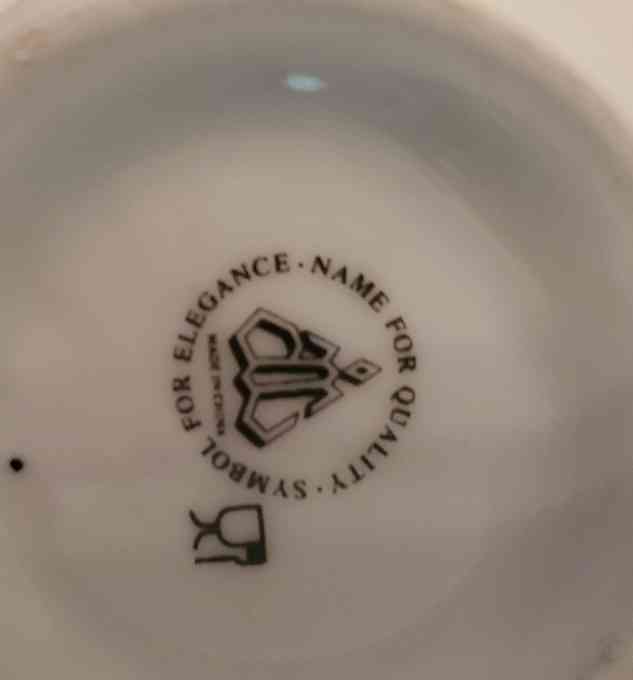 SYMBOL FOR ELEGANCE · NAME FOR QUALITY ·
MADE IN CHINA